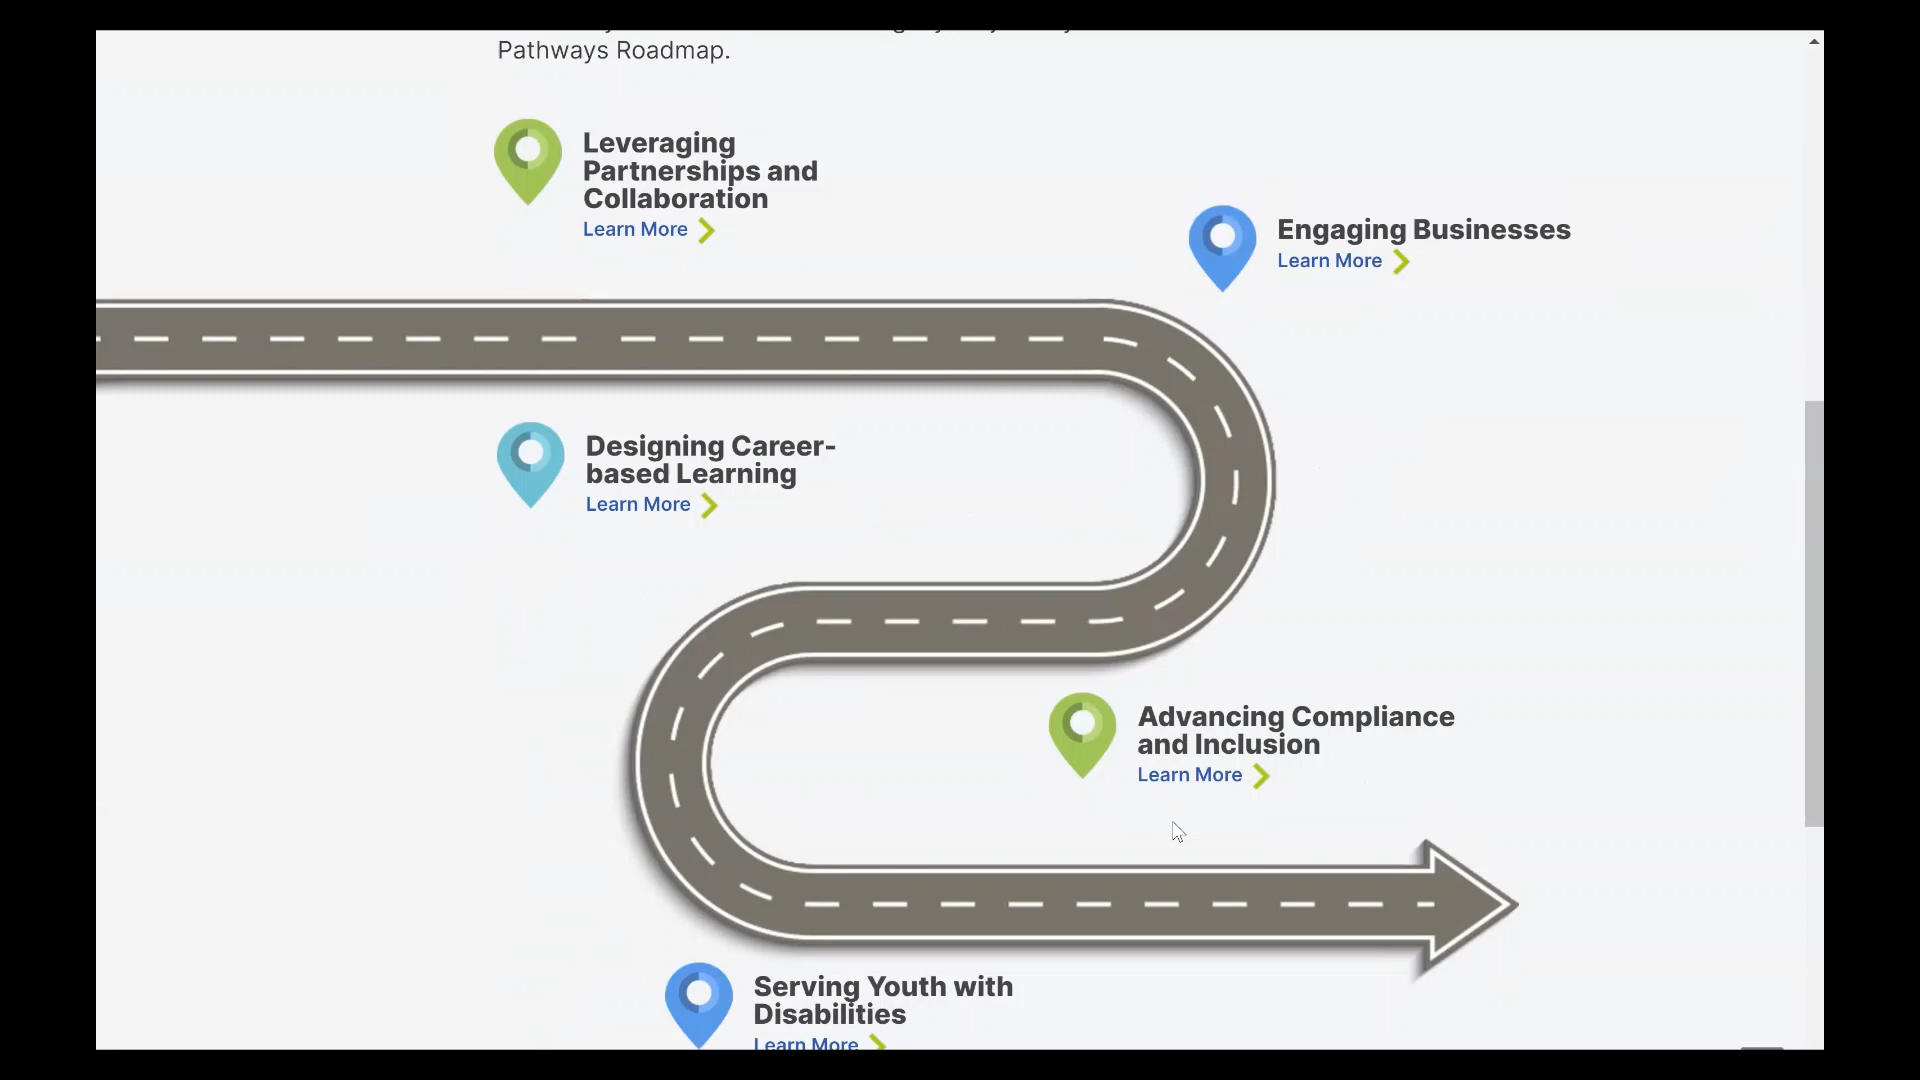 Pathways Roadmap.
Leveraging
Partnerships and
Collaboration
Learn More
Engaging Businesses
Learn More
Designing Career-
based Learning
Learn More
Advancing Compliance
and Inclusion
Learn More
Serving Youth with
Disabilities
Learn More